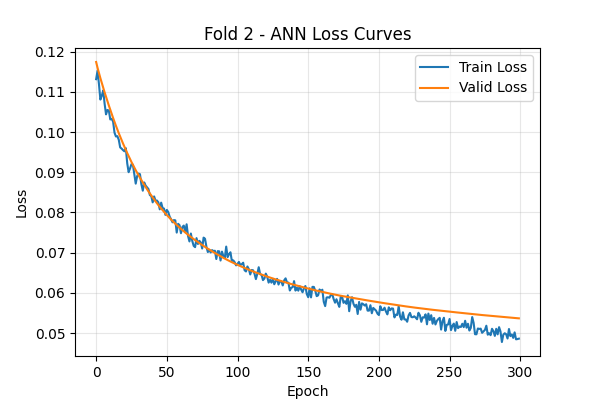 Fold 2 - ANN Loss Curves
Train Loss
Valid Loss
0.12
0.11
0.10
0.09
0.08
0.07
0.06
0.05
Loss
0 50 100 150 200 250 300
Epoch